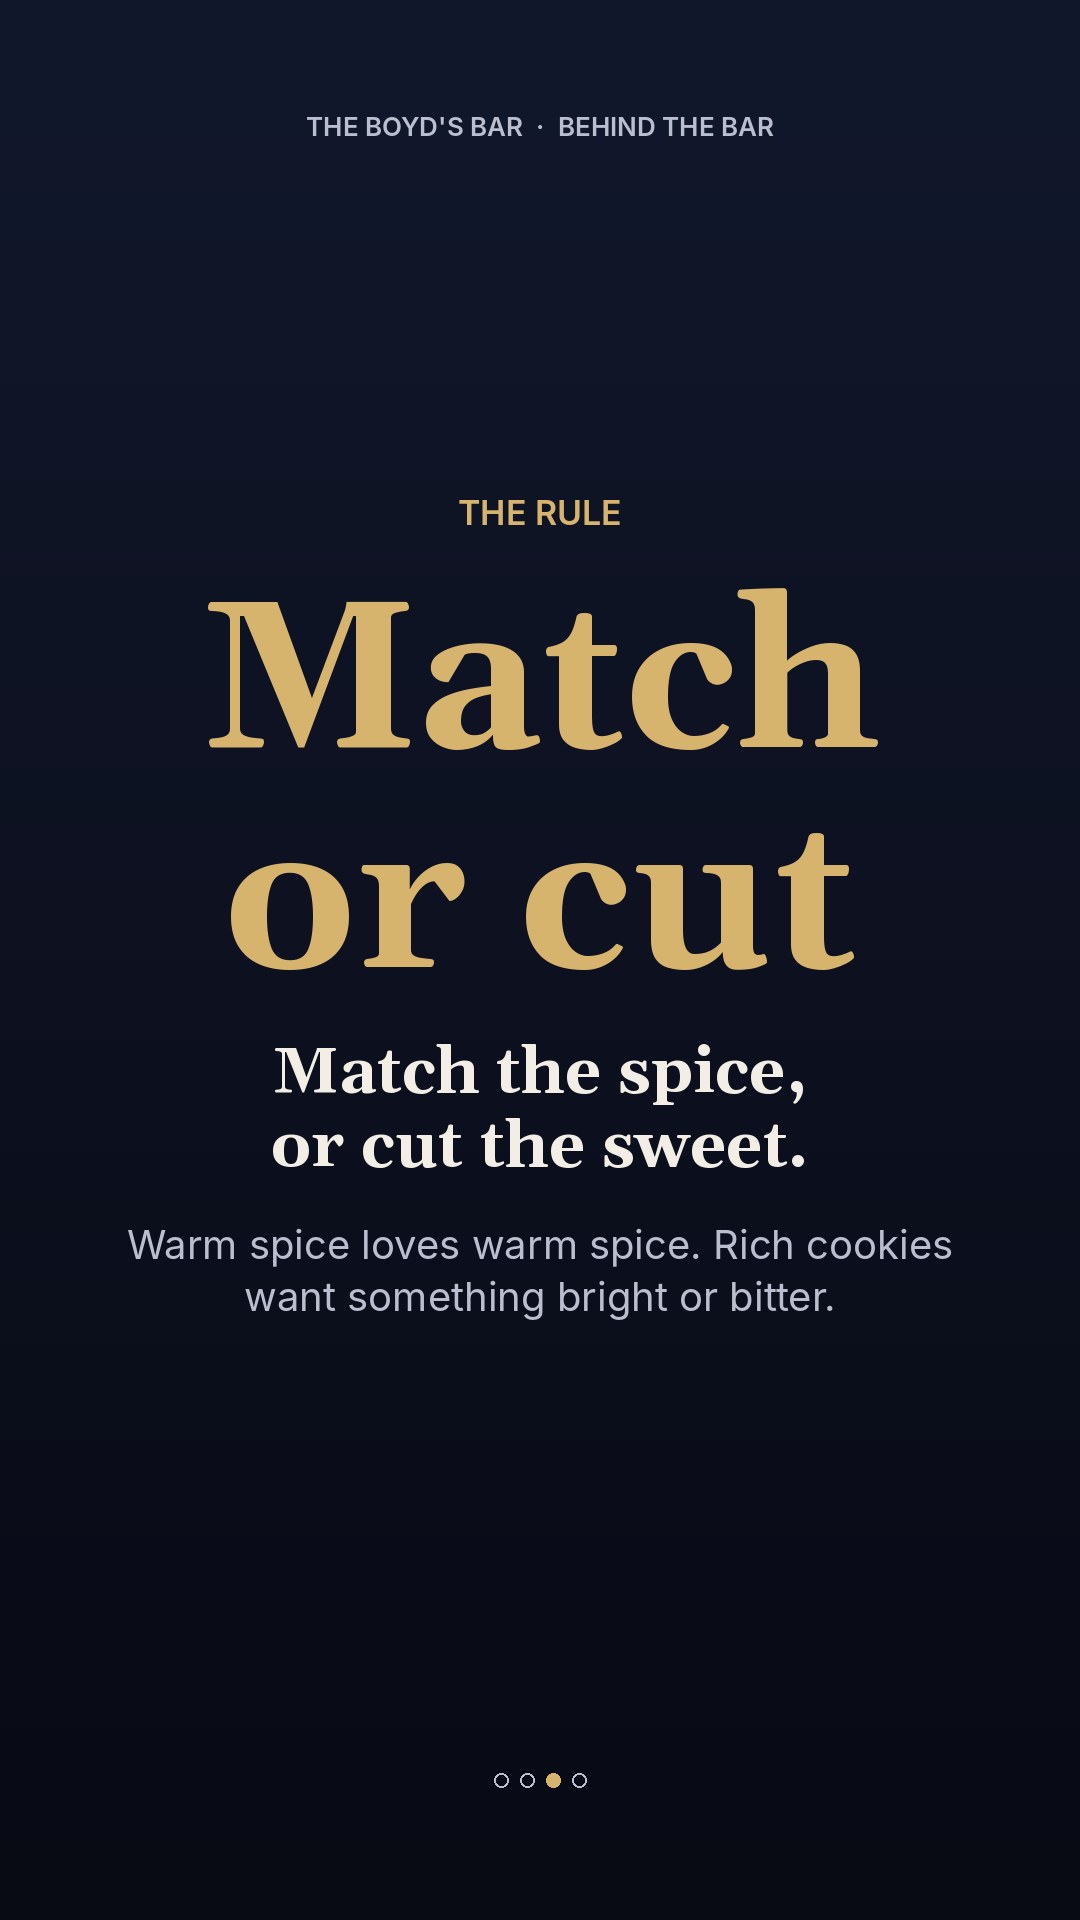 THE BOYD'S BAR · BEHIND THE BAR
THE RULE
Match
or cut
Match the spice,
or cut the sweet.
Warm spice loves warm spice. Rich cookies
want something bright or bitter.